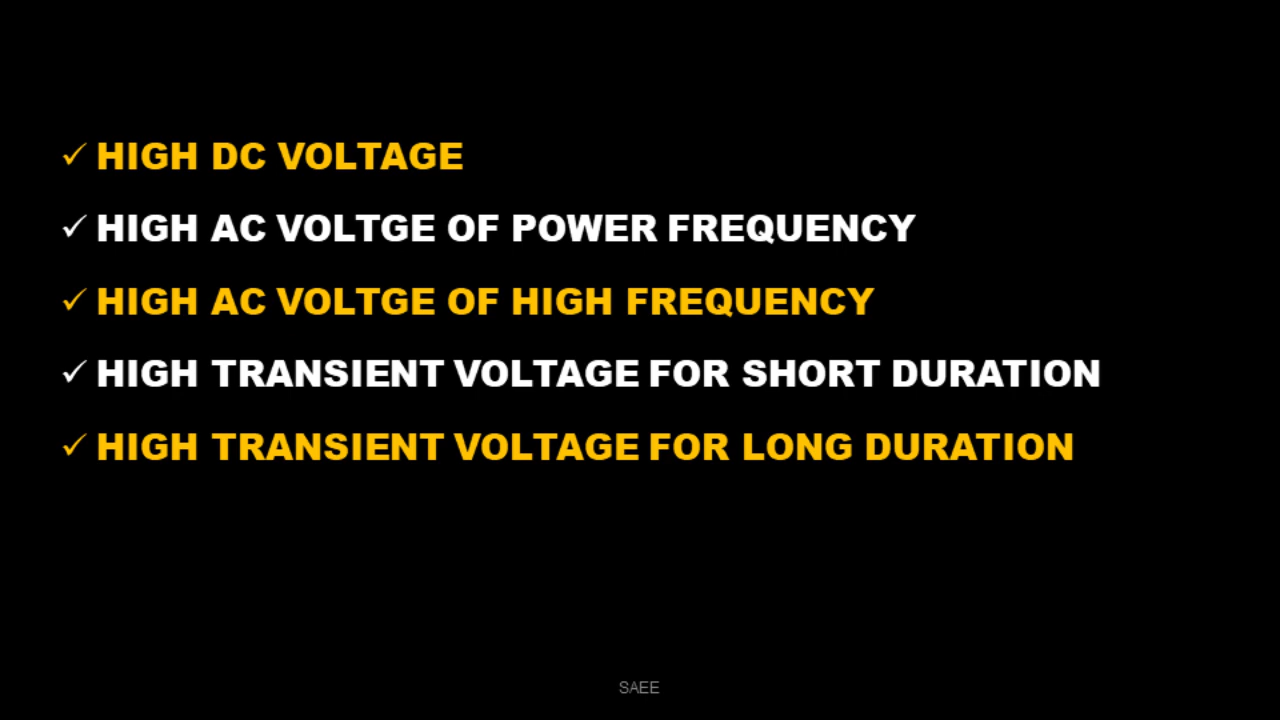 ✓ HIGH DC VOLTAGE
✓ HIGH AC VOLTGE OF POWER FREQUENCY
✓ HIGH AC VOLTGE OF HIGH FREQUENCY
✓ HIGH TRANSIENT VOLTAGE FOR SHORT DURATION
✓ HIGH TRANSIENT VOLTAGE FOR LONG DURATION
SAEE